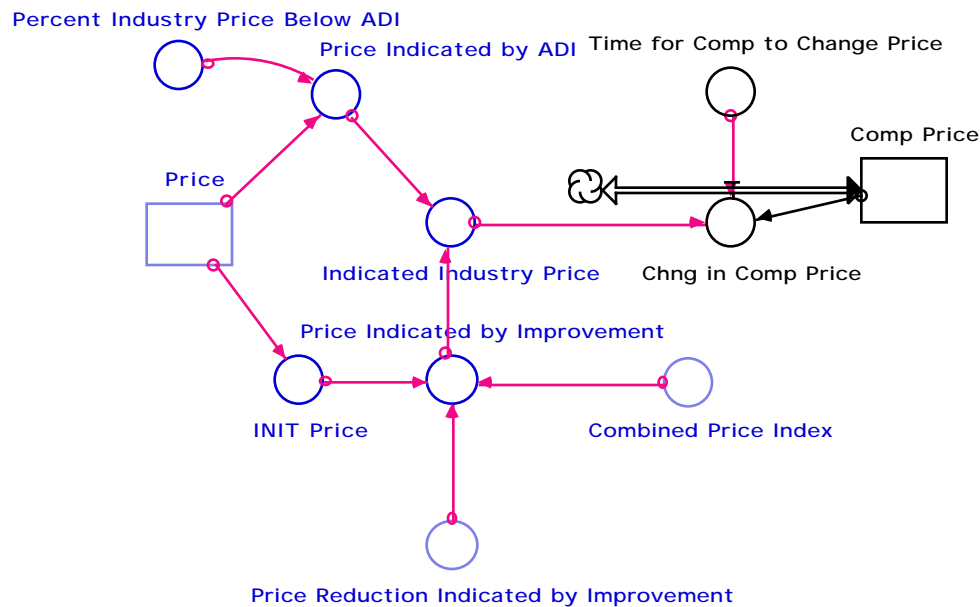 Percent Industry Price Below ADI
Price Indicated by ADI
Time for Comp to Change Price
Comp Price
Price
Indicated Industry Price
Chng in Comp Price
Price Indicated by Improvement
INIT Price
Combined Price Index
Price Reduction Indicated by Improvement